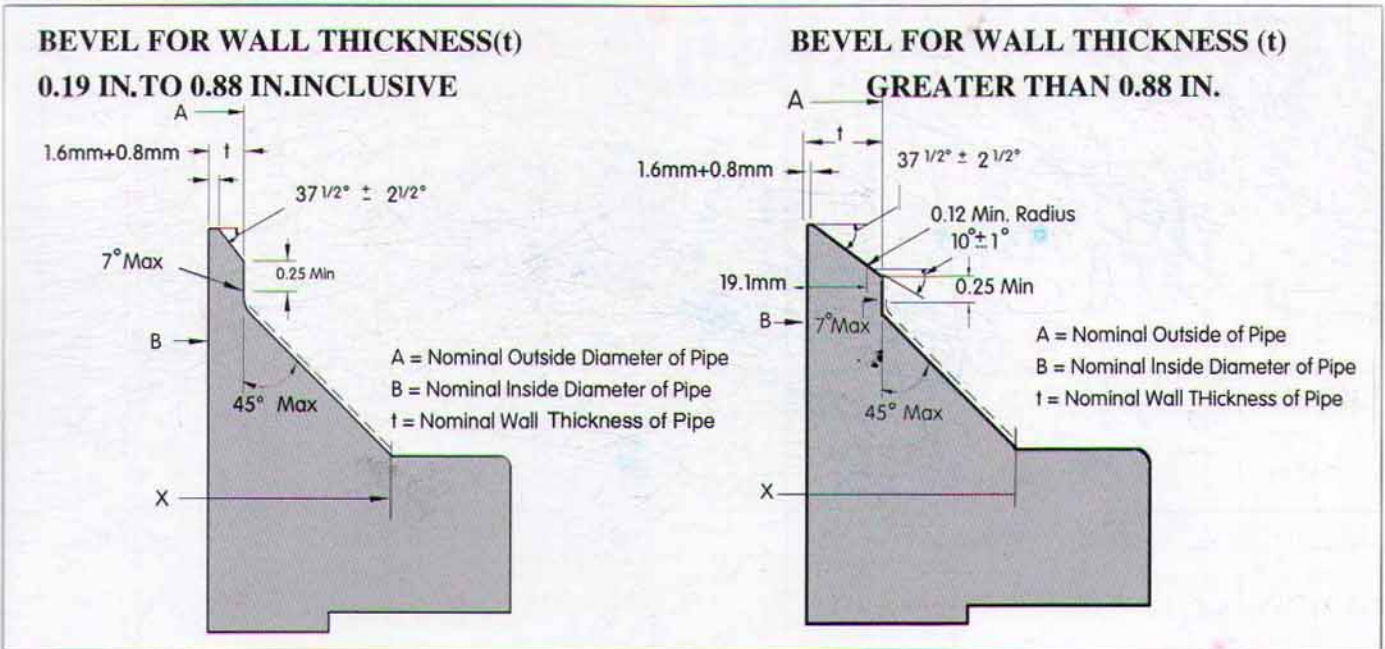 BEVEL FOR WALL THICKNESS(t)
0.19 IN.TO 0.88 IN.INCLUSIVE
A
1.6mm+0.8mm
t
37 1/2° ± 2 1/2°
7° Max
0.25 Min
B
A = Nominal Outside Diameter of Pipe
B = Nominal Inside Diameter of Pipe
t = Nominal Wall Thickness of Pipe
45° Max
X
BEVEL FOR WALL THICKNESS (t)
GREATER THAN 0.88 IN.
A
t
1.6mm+0.8mm
37 1/2° ± 2 1/2°
0.12 Min. Radius
10°± 1°
19.1mm
0.25 Min
B
7°Max
A = Nominal Outside of Pipe
B = Nominal Inside Diameter of Pipe
t = Nominal Wall THickness of Pipe
45° Max
X